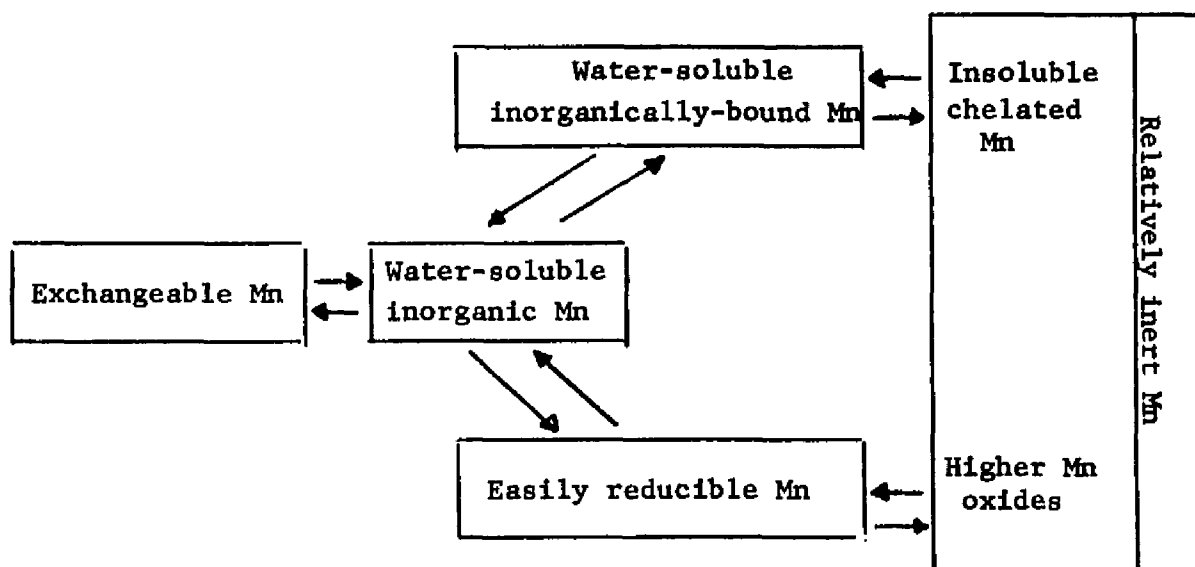 Water-soluble
inorganically-bound Mn
Insoluble
chelated
Mn
Relatively inert Mn
Exchangeable Mn
Water-soluble
inorganic Mn
Easily reducible Mn
Higher Mn
oxides